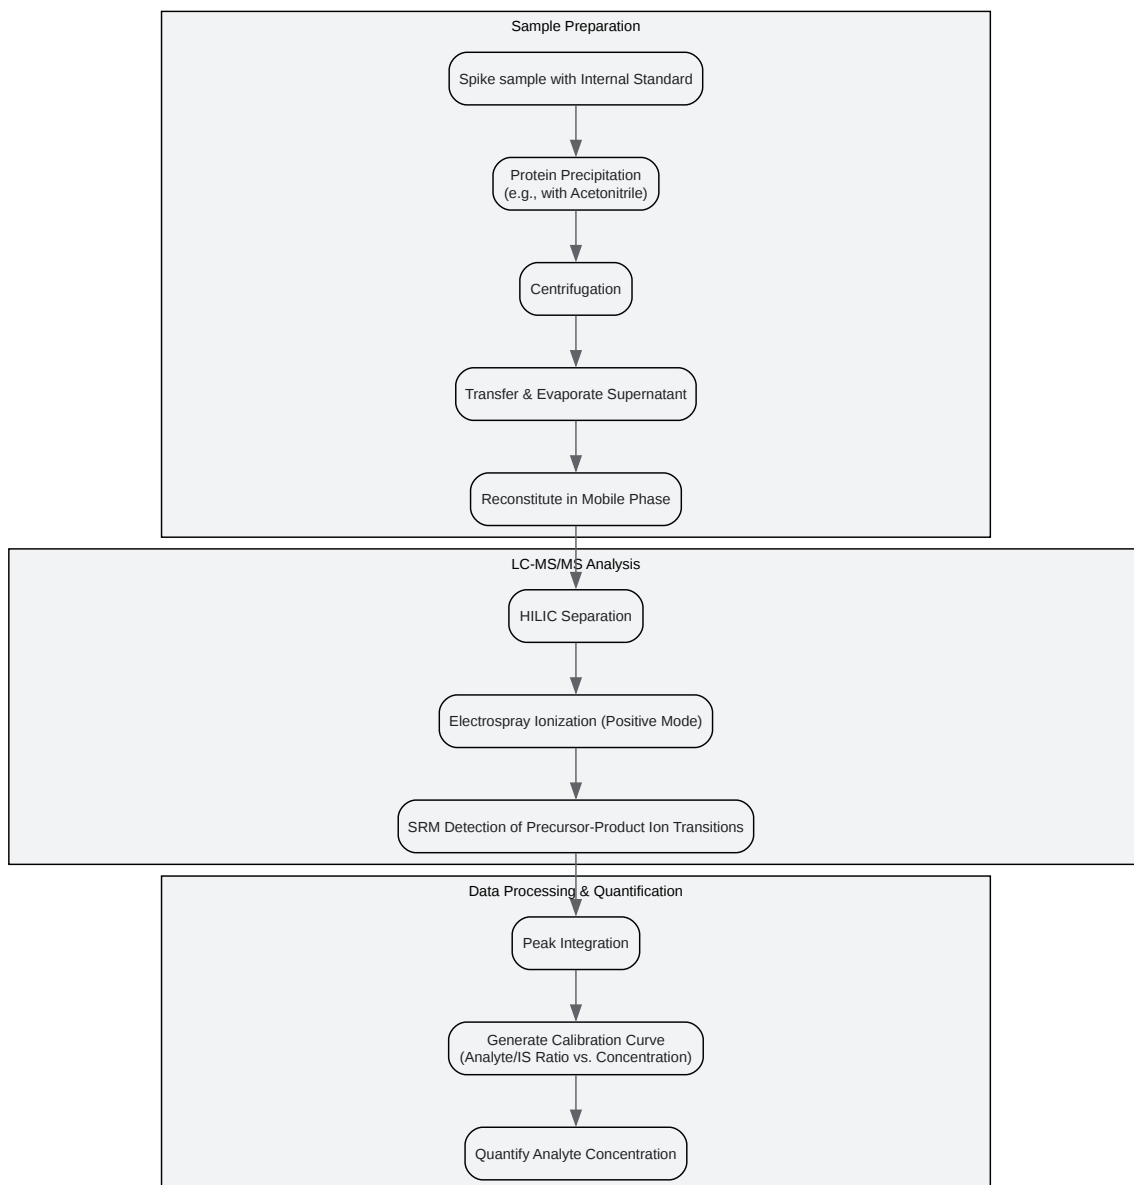 Sample Preparation
Spike sample with Internal Standard
Protein Precipitation
(e.g., with Acetonitrile)
Centrifugation
Transfer & Evaporate Supernatant
Reconstitute in Mobile Phase
LC-MS/MS Analysis
HILIC Separation
Electrospray Ionization (Positive Mode)
SRM Detection of Precursor-Product Ion Transitions
Data Processing & Quantification
Peak Integration
Generate Calibration Curve
(Analyte/IS Ratio vs. Concentration)
Quantify Analyte Concentration